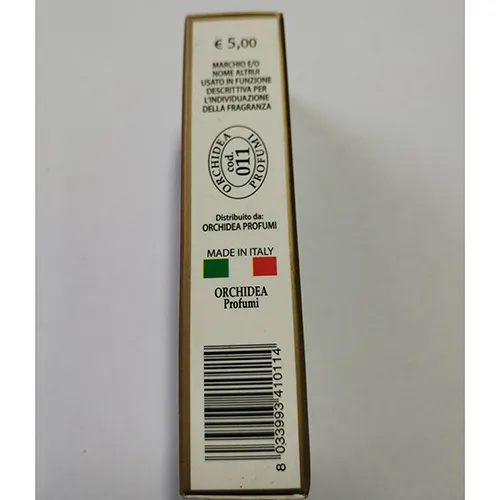 € 5,00
MARCHIO E/O
NOME ALTRUI
USATO IN FUNZIONE
DESCRITTIVA PER
L'INDIVIDUAZIONE
DELLA FRAGRANZA
ORCHIDEA
cod.
011
PROFUMI
Distribuito da:
ORCHIDEA PROFUMI
MADE IN ITALY
ORCHIDEA
Profumi
8 033993 410114